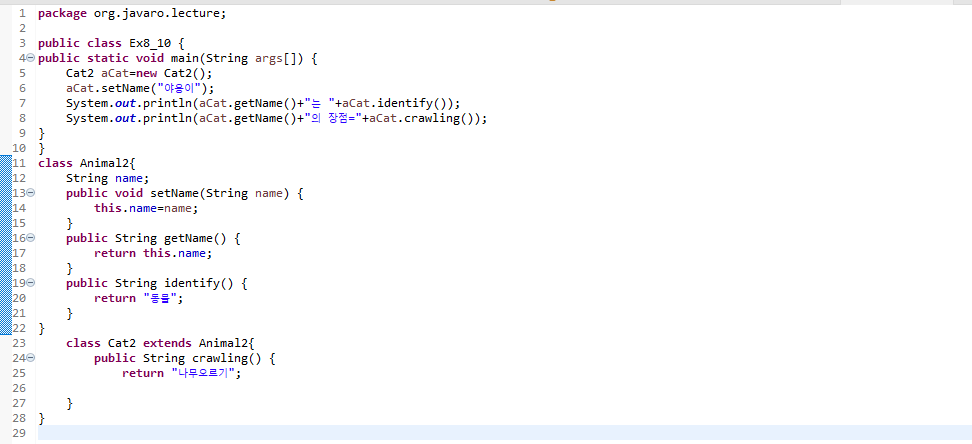 1 package org.javaro.lecture;
2
3 public class Ex8_10 {
4 public static void main(String args[]) {
5     Cat2 aCat=new Cat2();
6     aCat.setName("야옹이");
7     System.out.println(aCat.getName()+"는 "+aCat.identify());
8     System.out.println(aCat.getName()+"의 장점="+aCat.crawling());
9 }
10 }
11 class Animal2{
12     String name;
13     public void setName(String name) {
14         this.name=name;
15     }
16     public String getName() {
17         return this.name;
18     }
19     public String identify() {
20         return "동물";
21     }
22 }
23     class Cat2 extends Animal2{
24         public String crawling() {
25             return "나무오르기";
26
27     }
28 }
29